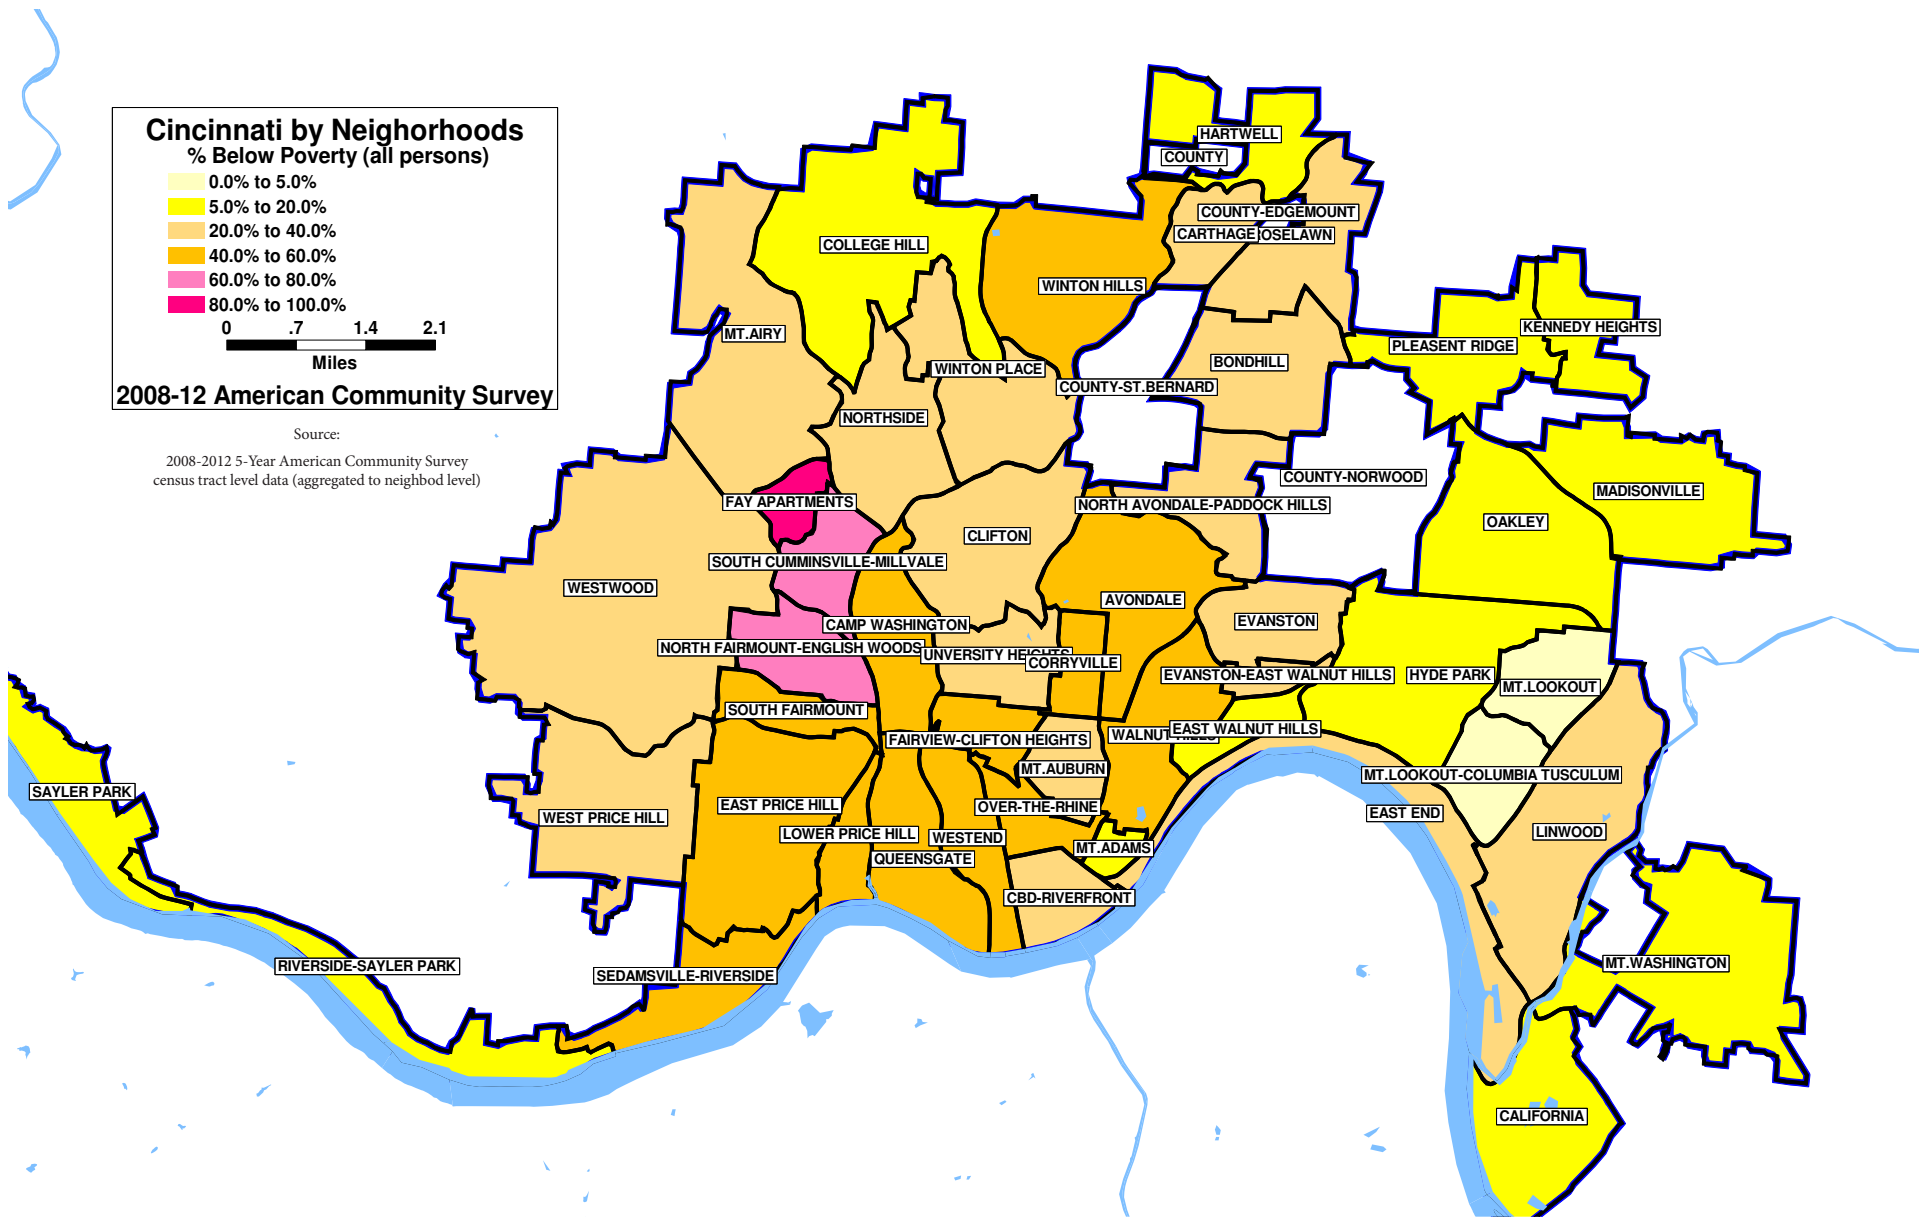 Cincinnati by Neighorhoods
% Below Poverty (all persons)
0.0% to 5.0%
5.0% to 20.0%
20.0% to 40.0%
40.0% to 60.0%
60.0% to 80.0%
80.0% to 100.0%
0 .7 1.4 2.1
Miles
2008-12 American Community Survey
Source:
2008-2012 5-Year American Community Survey
census tract level data (aggregated to neighbod level)
HARTWELL
COUNTY
COUNTY-EDGEMOUNT
CARTHAGE
OSELAWN
COLLEGE HILL
WINTON HILLS
MT.AIRY
KENNEDY HEIGHTS
PLEASENT RIDGE
BONDHILL
WINTON PLACE
COUNTY-ST.BERNARD
NORTHSIDE
COUNTY-NORWOOD
MADISONVILLE
FAY APARTMENTS
NORTH AVONDALE-PADDOCK HILLS
OAKLEY
CLIFTON
SOUTH CUMMINSVILLE-MILLVALE
WESTWOOD
AVONDALE
EVANSTON
CAMP WASHINGTON
NORTH FAIRMOUNT-ENGLISH WOODS
UNVERSITY HEIGHTS
CORRYVILLE
EVANSTON-EAST WALNUT HILLS
HYDE PARK
MT.LOOKOUT
SOUTH FAIRMOUNT
EAST WALNUT HILLS
WALNUT HILLS
FAIRVIEW-CLIFTON HEIGHTS
MT.AUBURN
MT.LOOKOUT-COLUMBIA TUSCULUM
SAYLER PARK
EAST PRICE HILL
OVER-THE-RHINE
EAST END
WEST PRICE HILL
LOWER PRICE HILL
WESTEND
LINWOOD
MT.ADAMS
QUEENSGATE
CBD-RIVERFRONT
RIVERSIDE-SAYLER PARK
SEDAMSVILLE-RIVERSIDE
MT.WASHINGTON
CALIFORNIA